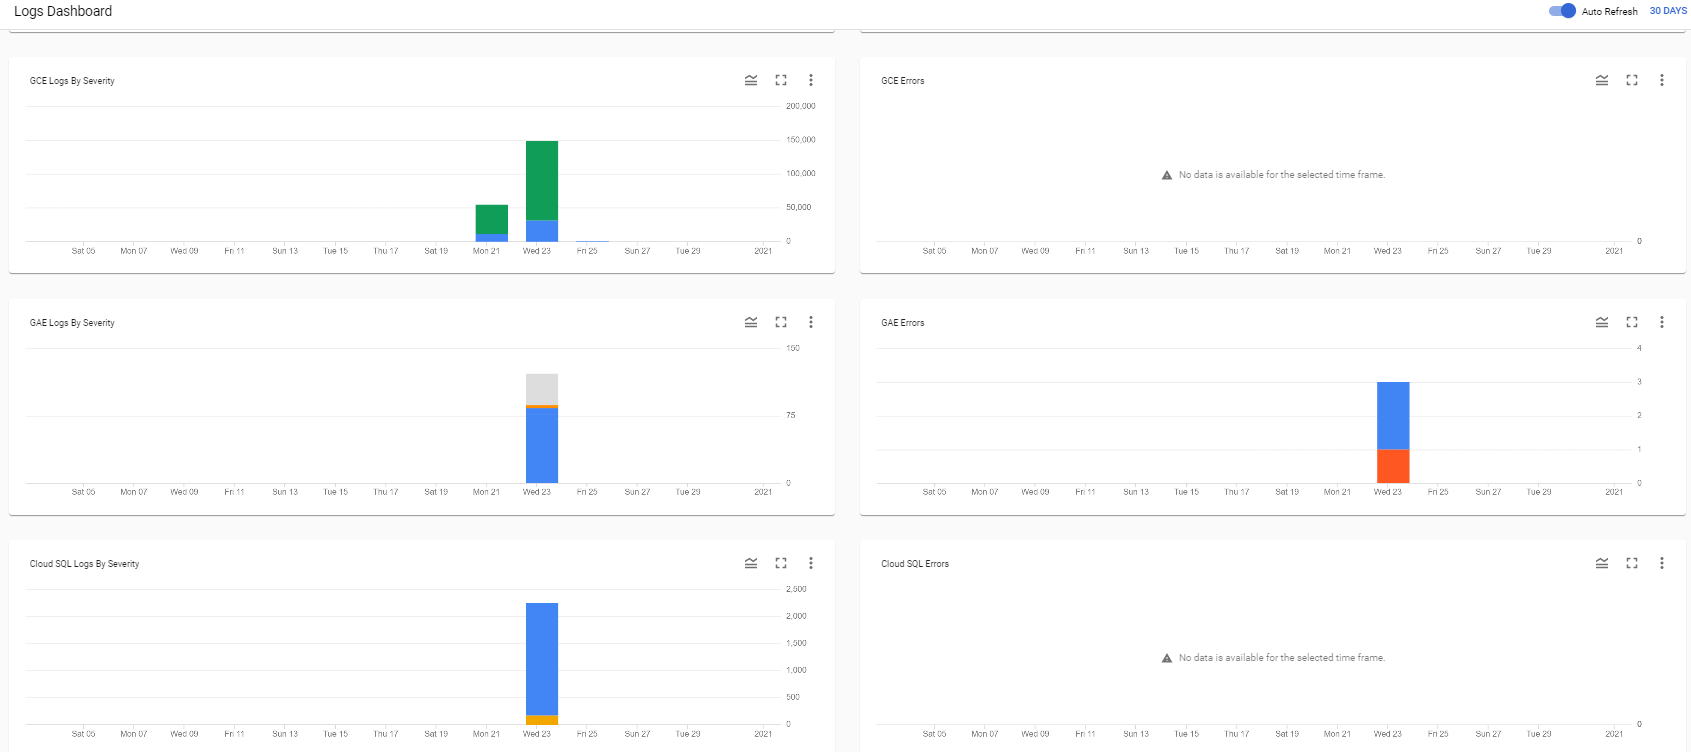 Logs Dashboard
Auto Refresh 30 DAYS
GCE Logs By Severity
200,000
150,000
100,000
50,000
0
Sat 05 Mon 07 Wed 09 Fri 11 Sun 13 Tue 15 Thu 17 Sat 19 Mon 21 Wed 23 Fri 25 Sun 27 Tue 29 2021
GCE Errors
No data is available for the selected time frame.
0
Sat 05 Mon 07 Wed 09 Fri 11 Sun 13 Tue 15 Thu 17 Sat 19 Mon 21 Wed 23 Fri 25 Sun 27 Tue 29 2021
GAE Logs By Severity
150
75
0
Sat 05 Mon 07 Wed 09 Fri 11 Sun 13 Tue 15 Thu 17 Sat 19 Mon 21 Wed 23 Fri 25 Sun 27 Tue 29 2021
GAE Errors
4
3
2
1
0
Sat 05 Mon 07 Wed 09 Fri 11 Sun 13 Tue 15 Thu 17 Sat 19 Mon 21 Wed 23 Fri 25 Sun 27 Tue 29 2021
Cloud SQL Logs By Severity
2,500
2,000
1,500
1,000
500
0
Sat 05 Mon 07 Wed 09 Fri 11 Sun 13 Tue 15 Thu 17 Sat 19 Mon 21 Wed 23 Fri 25 Sun 27 Tue 29 2021
Cloud SQL Errors
No data is available for the selected time frame.
0
Sat 05 Mon 07 Wed 09 Fri 11 Sun 13 Tue 15 Thu 17 Sat 19 Mon 21 Wed 23 Fri 25 Sun 27 Tue 29 2021